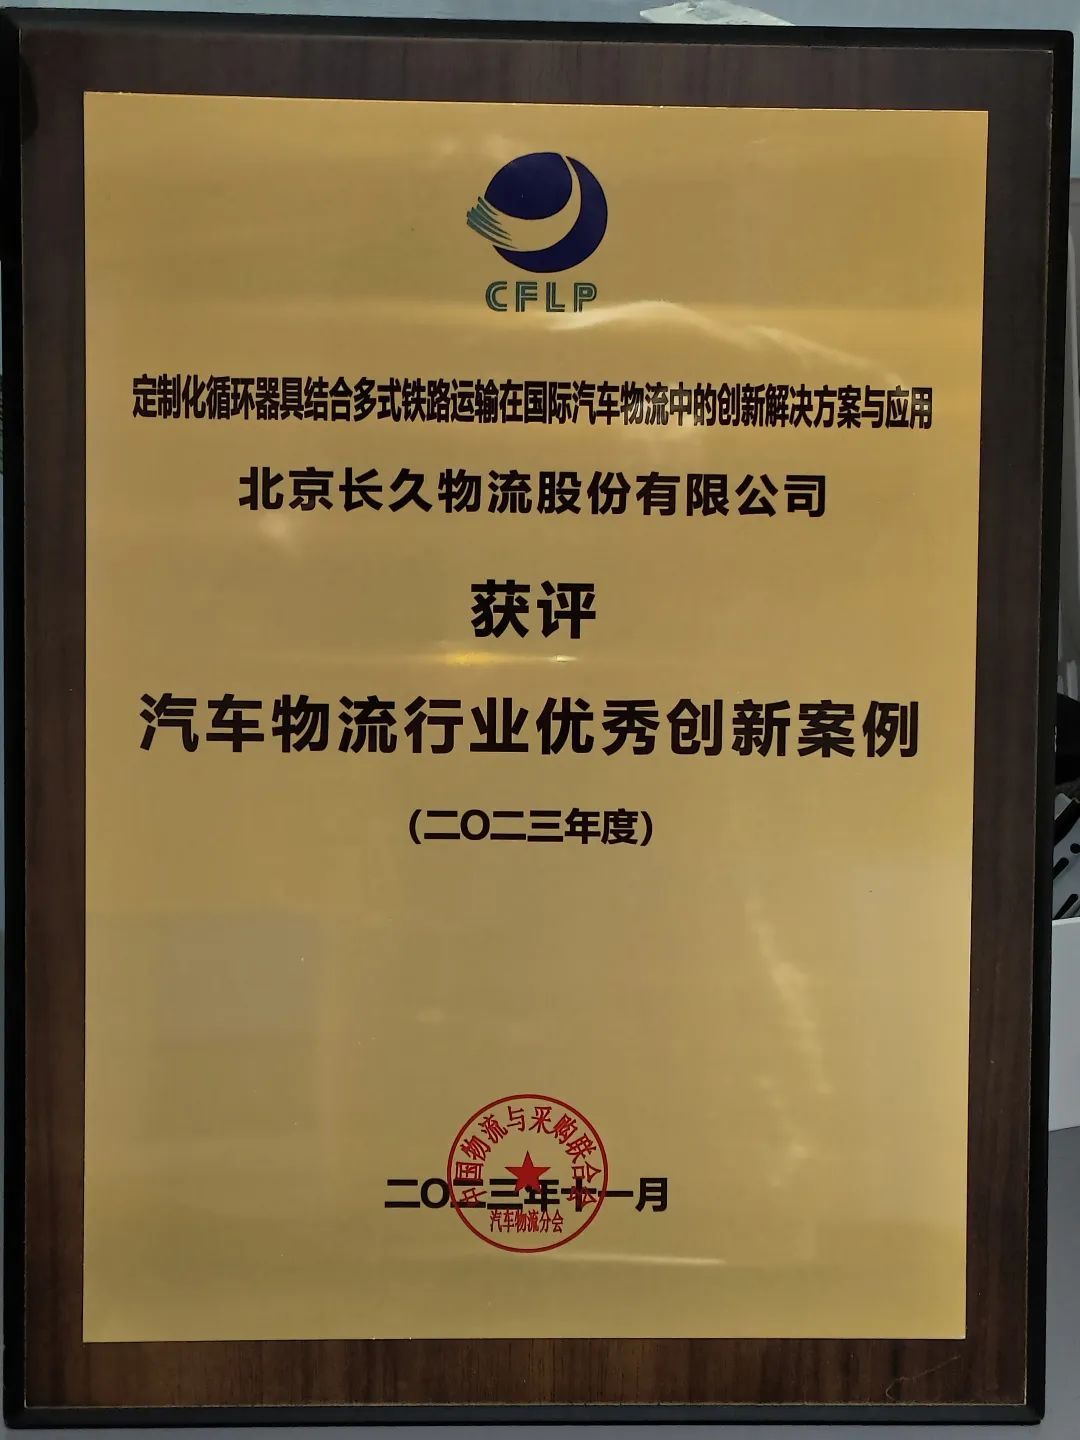 CFLP
定制化循环器具结合多式铁路运输在国际汽车物流中的创新解决方案与应用
北京长久物流股份有限公司
获评
汽车物流行业优秀创新案例
（二〇二三年度）
中国物流与采购联合会
二〇二三年十一月
汽车物流分会